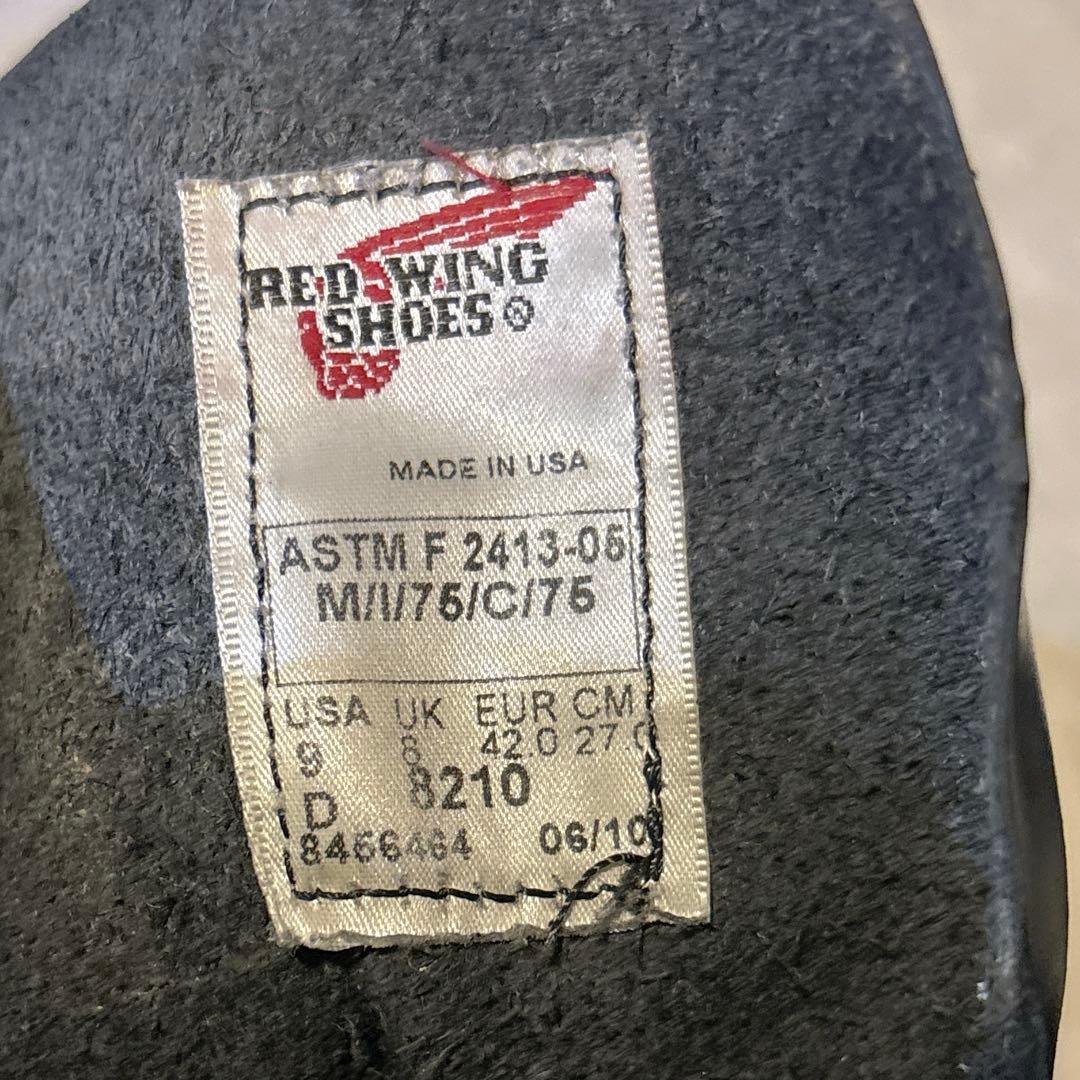 RED WING
SHOES®
MADE IN USA
ASTM F 2413-05
M/I/75/C/75
USA UK EUR CM
9 8 42.0 27.0
8210
D
8466464 06/10